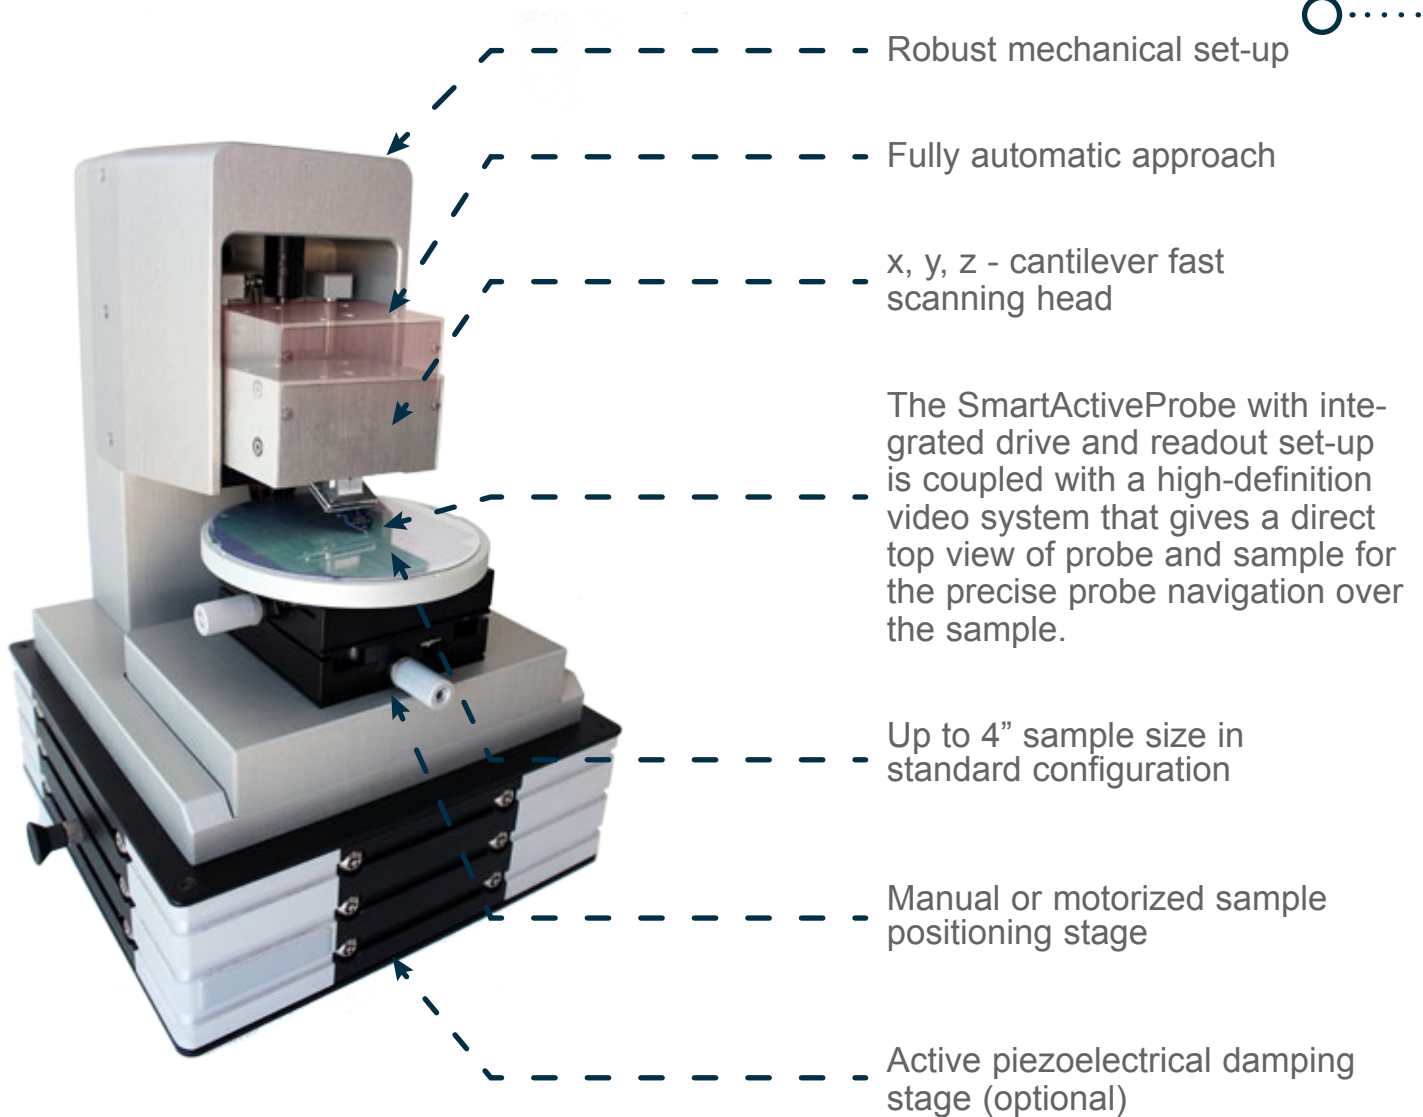 Robust mechanical set-up
Fully automatic approach
x, y, z - cantilever fast
scanning head
The SmartActiveProbe with inte-
grated drive and readout set-up
is coupled with a high-definition
video system that gives a direct
top view of probe and sample for
the precise probe navigation over
the sample.
Up to 4” sample size in
standard configuration
Manual or motorized sample
positioning stage
Active piezoelectrical damping
stage (optional)